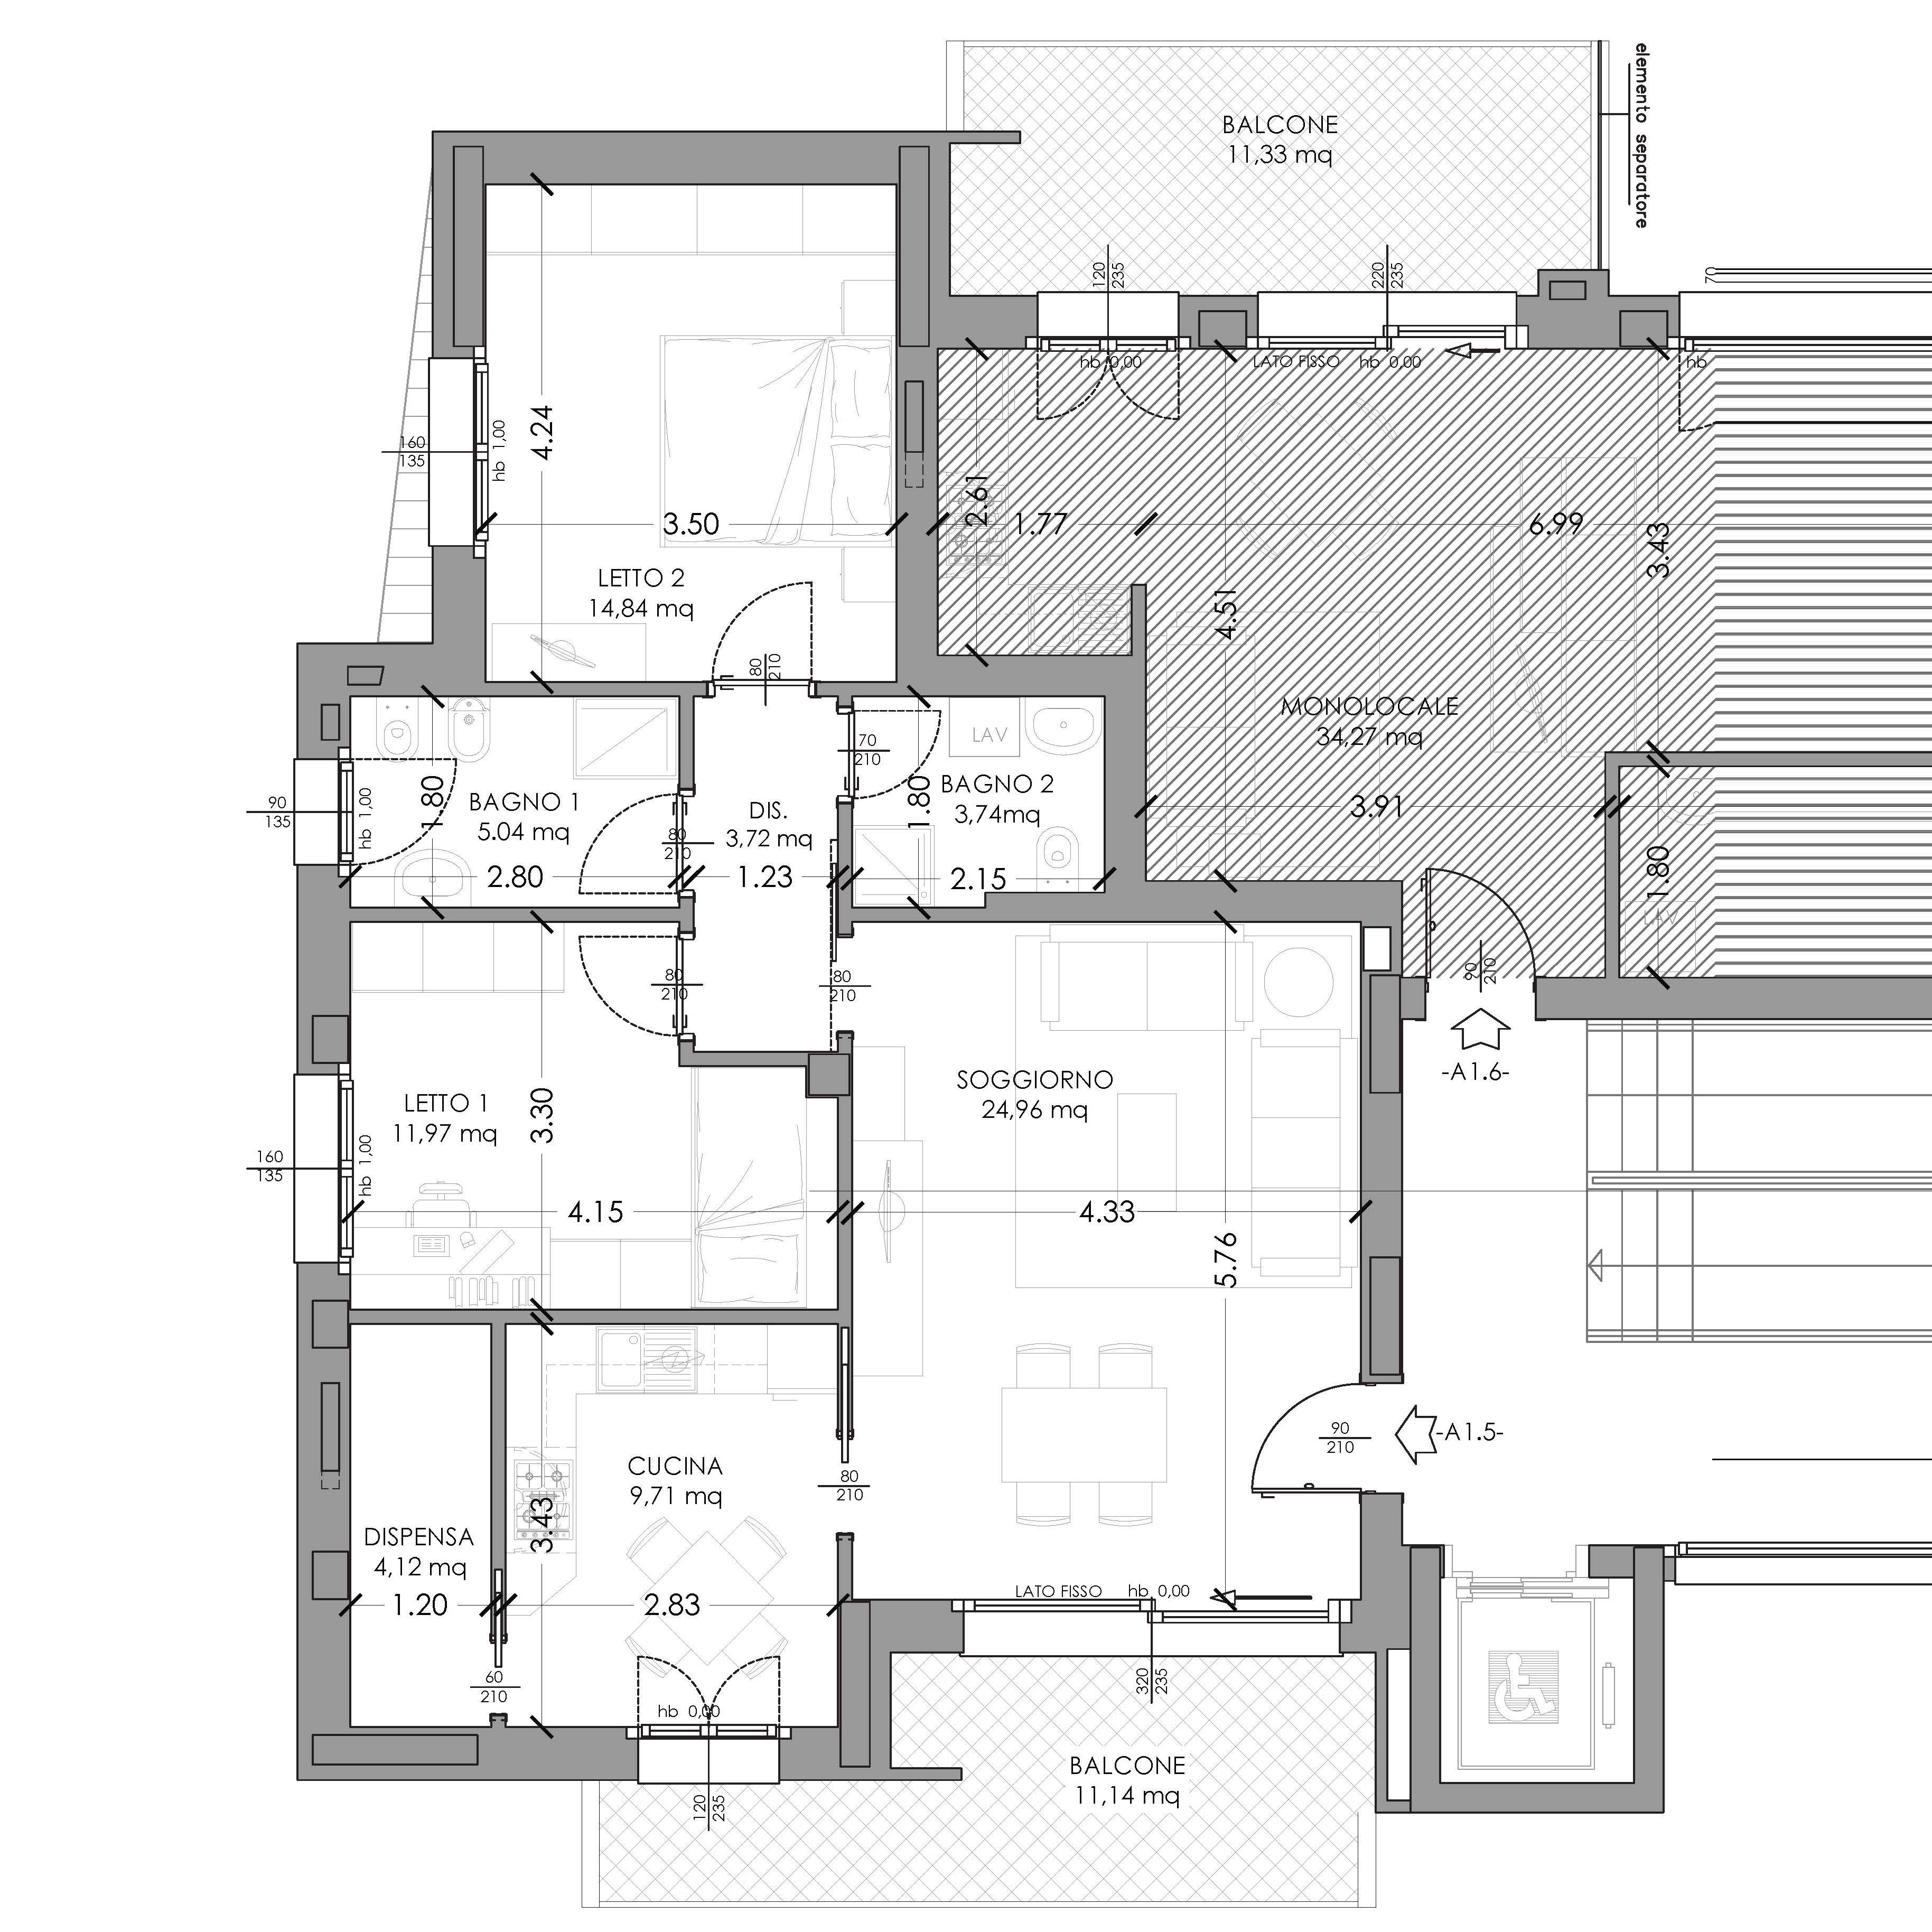 elemento separatore
BALCONE
11,33 mq
120
235
220
235
70
hb 0,00
LATO FISSO hb 0,00
hb
4.24
160
135
hb 1,00
3.50
2.61
1.77
6.99
3.43
LETTO 2
14,84 mq
4.51
80
210
MONOLOCALE
34,27 mq
LAV
70
210
BAGNO 2
3,74mq
1.80
90
135
hb 1,00
1.80
BAGNO 1
5.04 mq
DIS.
3,72 mq
80
210
3.91
2.80
1.23
2.15
1.80
LAV
80
210
80
210
90
210
-A1.6-
SOGGIORNO
24,96 mq
LETTO 1
11,97 mq
3.30
160
135
hb 1,00
4.15
4.33
5.76
90
210
-A1.5-
CUCINA
9,71 mq
80
210
3.43
DISPENSA
4,12 mq
1.20
2.83
LATO FISSO hb 0,00
60
210
320
235
hb 0,00
BALCONE
11,14 mq
120
235